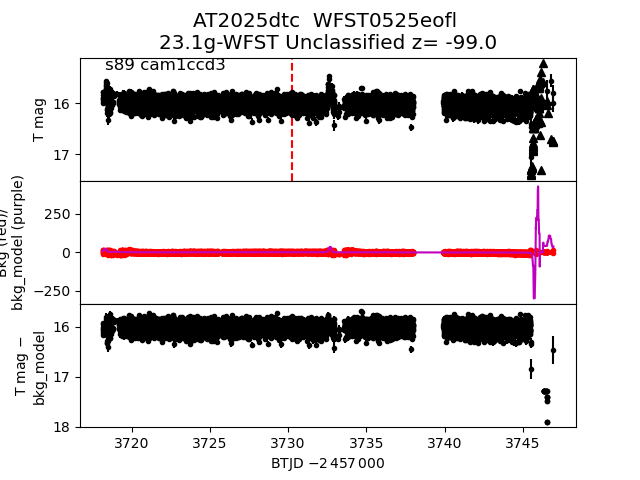 AT2025dtc  WFST0525eofl
23.1g-WFST Unclassified z= -99.0
s89 cam1ccd3
T mag
16
17
Bkg (red)/
bkg_model (purple)
250
0
−250
T mag −
bkg_model
16
17
18
3720 3725 3730 3735 3740 3745
BTJD −2 457 000